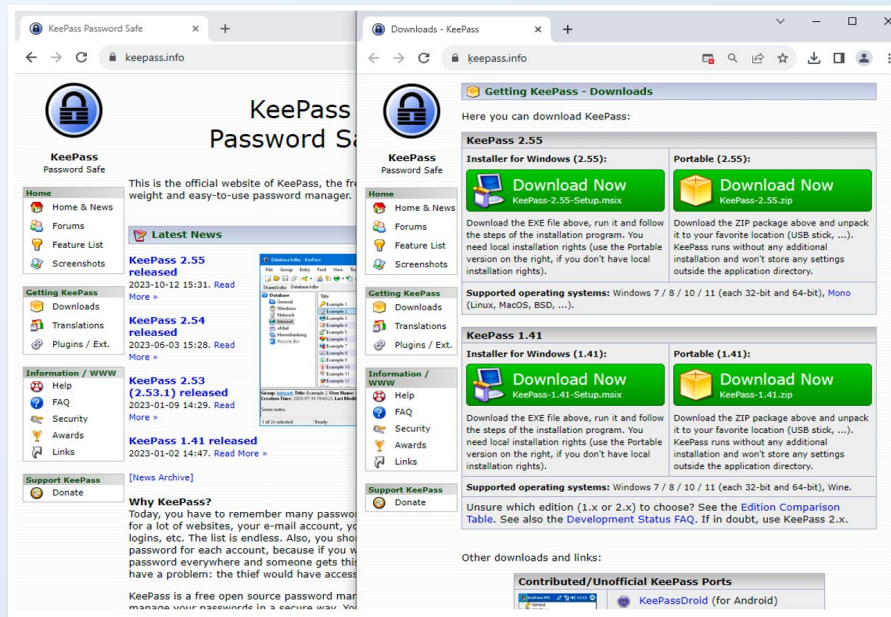 KeePass Password Safe
keepass.info
KeePass
Password Safe
Home
Home & News
Forums
Feature List
Screenshots
Getting KeePass
Downloads
Translations
Plugins / Ext.
Information / WWW
Help
FAQ
Security
Awards
Links
Support KeePass
Donate
KeePass
Password Sa
This is the official website of KeePass, the fre
weight and easy-to-use password manager.
Latest News
KeePass 2.55
released
2023-10-12 15:31. Read
More »
KeePass 2.54
released
2023-06-03 15:28. Read
More »
KeePass 2.53
(2.53.1) released
2023-01-09 14:29. Read
More »
KeePass 1.41 released
2023-01-02 14:47. Read More »
[News Archive]
Why KeePass?
Today, you have to remember many passwo
for a lot of websites, your e-mail account, yo
logins, etc. The list is endless. Also, you shou
password for each account, because if you w
password everywhere and someone gets this
have a problem: the thief would have access
KeePass is a free open source password mar
manage your passwords in a secure way. You
Downloads - KeePass
ķeepass.info
KeePass
Password Safe
Home
Home & News
Forums
Feature List
Screenshots
Getting KeePass
Downloads
Translations
Plugins / Ext.
Information /
WWW
Help
FAQ
Security
Awards
Links
Support KeePass
Donate
Getting KeePass - Downloads
Here you can download KeePass:
KeePass 2.55
Installer for Windows (2.55):
Download Now
KeePass-2.55-Setup.msix
Download the EXE file above, run it and follow
the steps of the installation program. You
need local installation rights (use the Portable
version on the right, if you don't have local
installation rights).
Portable (2.55):
Download Now
KeePass-2.55.zip
Download the ZIP package above and unpack
it to your favorite location (USB stick, ...).
KeePass runs without any additional
installation and won't store any settings
outside the application directory.
Supported operating systems: Windows 7 / 8 / 10 / 11 (each 32-bit and 64-bit), Mono
(Linux, MacOS, BSD, ...).
KeePass 1.41
Installer for Windows (1.41):
Download Now
KeePass-1.41-Setup.msix
Download the EXE file above, run it and follow
the steps of the installation program. You
need local installation rights (use the Portable
version on the right, if you don't have local
installation rights).
Portable (1.41):
Download Now
KeePass-1.41.zip
Download the ZIP package above and unpack
it to your favorite location (USB stick, ...).
KeePass runs without any additional
installation and won't store any settings
outside the application directory.
Supported operating systems: Windows 7 / 8 / 10 / 11 (each 32-bit and 64-bit), Wine.
Unsure which edition (1.x or 2.x) to choose? See the Edition Comparison
Table. See also the Development Status FAQ. If in doubt, use KeePass 2.x.
Other downloads and links:
Contributed/Unofficial KeePass Ports
KeePassDroid (for Android)